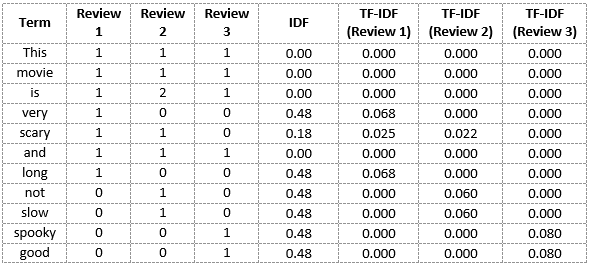 Term Review 1 Review 2 Review 3 IDF TF-IDF (Review 1) TF-IDF (Review 2) TF-IDF (Review 3)
This 1 1 1 0.00 0.000 0.000 0.000
movie 1 1 1 0.00 0.000 0.000 0.000
is 1 2 1 0.00 0.000 0.000 0.000
very 1 0 0 0.48 0.068 0.000 0.000
scary 1 1 0 0.18 0.025 0.022 0.000
and 1 1 1 0.00 0.000 0.000 0.000
long 1 0 0 0.48 0.068 0.000 0.000
not 0 1 0 0.48 0.000 0.060 0.000
slow 0 1 0 0.48 0.000 0.060 0.000
spooky 0 0 1 0.48 0.000 0.000 0.080
good 0 0 1 0.48 0.000 0.000 0.080